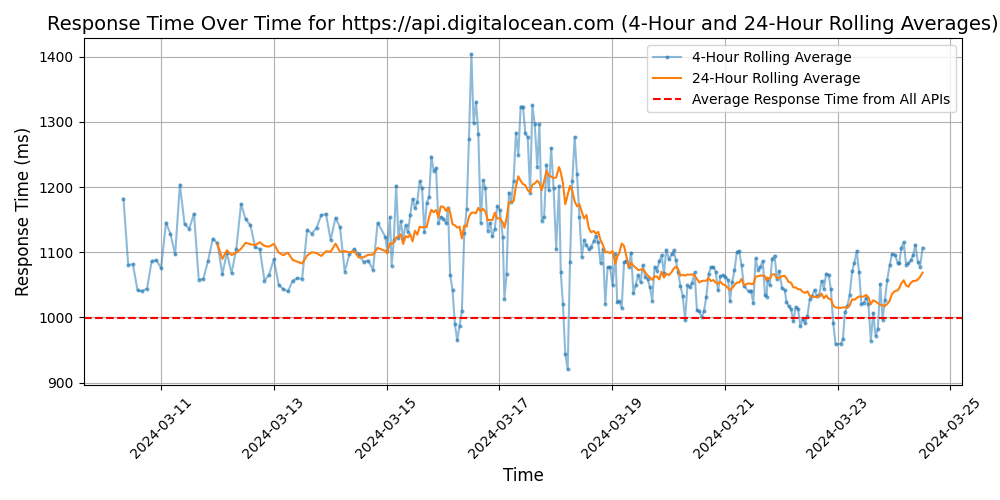 Response Time Over Time for https://api.digitalocean.com (4-Hour and 24-Hour Rolling Averages)
4-Hour Rolling Average
24-Hour Rolling Average
Average Response Time from All APIs
Response Time (ms)
1400
1300
1200
1100
1000
900
2024-03-11
2024-03-13
2024-03-15
2024-03-17
2024-03-19
2024-03-21
2024-03-23
2024-03-25
Time